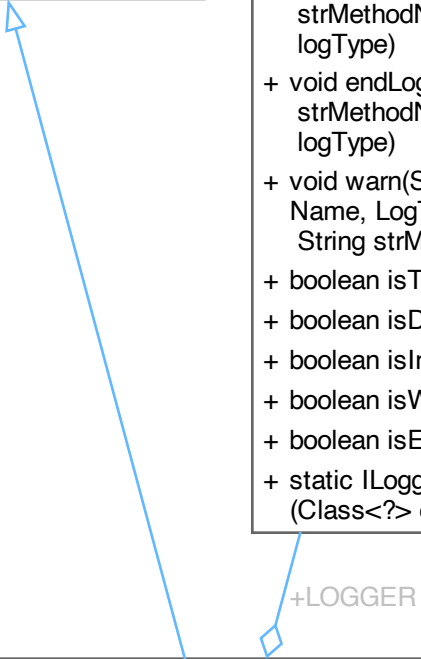 strMethodN
logType)
+ void endLog
strMethodN
logType)
+ void warn(S
Name, LogT
String strM
+ boolean isT
+ boolean isD
+ boolean isIn
+ boolean isW
+ boolean isE
+ static ILogg
(Class<?>
+LOGGER